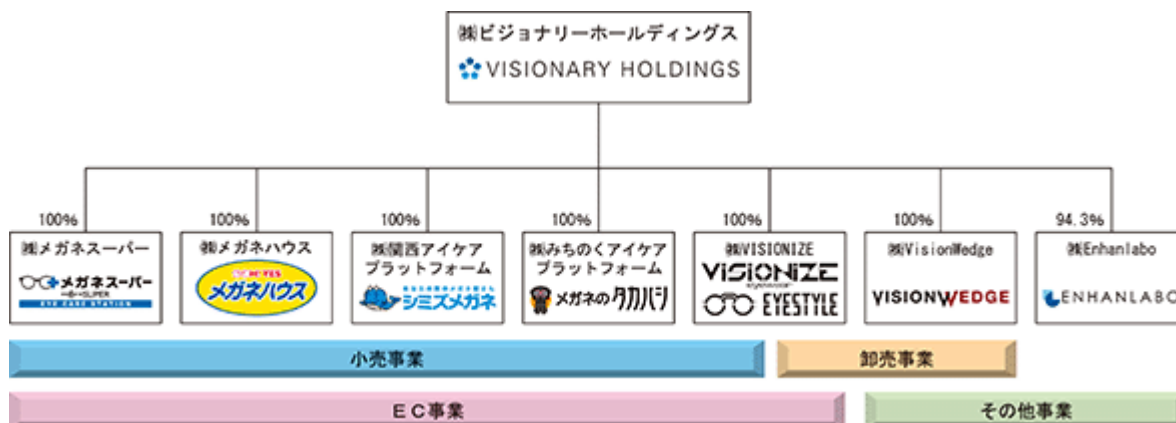 ㈱ビジョナリーホールディングス
VISIONARY HOLDINGS
100%
100%
100%
100%
100%
100%
94.3%
㈱メガネスーパー
メガネスーパー
SUPER
EYE CARE STATION
㈱メガネハウス
メガネハウス
㈱関西アイケア
プラットフォーム
シミズメガネ
㈱みちのくアイケア
プラットフォーム
メガネのタカハシ
㈱VISIONIZE
VISIONIZE
EYESTYLE
㈱VisionWedge
VISIONWEDGE
㈱Enhanlabo
ENHANLABO
小売事業
卸売事業
EC事業
その他事業